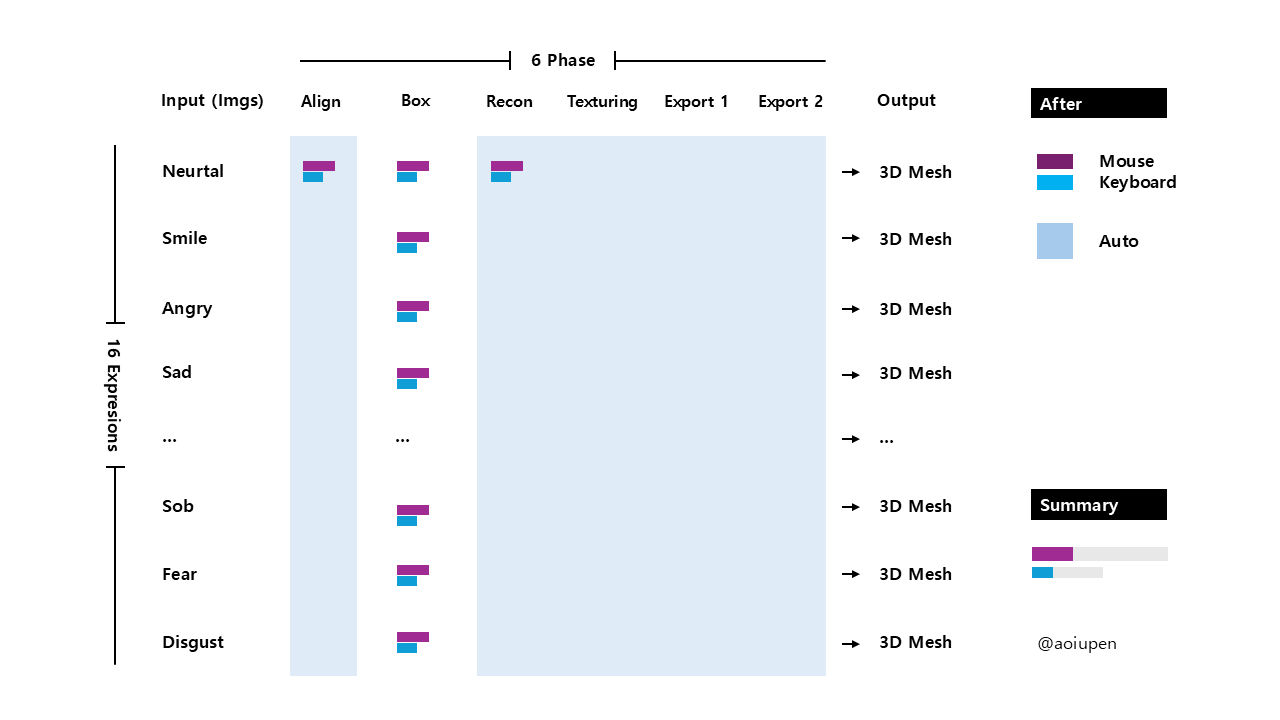 6 Phase
Input (Imgs) Align Box Recon Texturing Export 1 Export 2 Output
After
Neurtal 3D Mesh
Mouse
Keyboard
Smile 3D Mesh
Auto
Angry 3D Mesh
16 Expresions
Sad 3D Mesh
... ... ...
Sob 3D Mesh
Summary
Fear 3D Mesh
Disgust 3D Mesh
@aoiupen